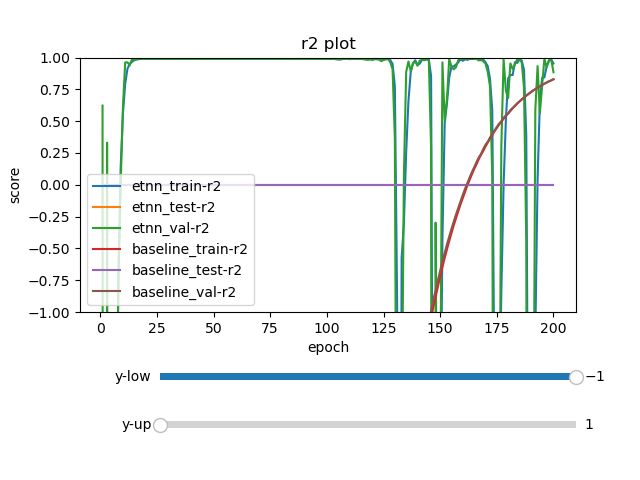 r2 plot
1.00
0.75
0.50
0.25
0.00
−0.25
−0.50
−0.75
−1.00
score
etnn_train-r2
etnn_test-r2
etnn_val-r2
baseline_train-r2
baseline_test-r2
baseline_val-r2
0 25 50 75 100 125 150 175 200
epoch
y-low −1
y-up 1